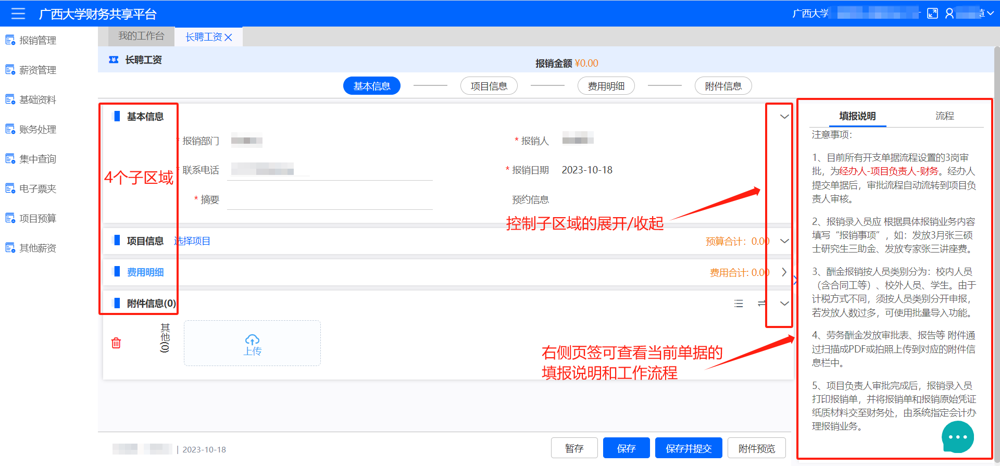 广西大学财务共享平台
广西大学
我的工作台
长聘工资
报销管理
薪资管理
基础资料
账务处理
集中查询
电子票夹
项目预算
其他薪资
长聘工资
报销金额 ¥0.00
基本信息
项目信息
费用明细
附件信息
基本信息
* 报销部门
* 报销人
* 联系电话
* 报销日期 2023-10-18
* 摘要
预约信息
4个子区域
控制子区域的展开/收起
项目信息 选择项目
预算合计：0.00
费用明细
费用合计: 0.00
附件信息(0)
其他(0)
上传
右侧页签可查看当前单据的
填报说明和工作流程
| 2023-10-18
暂存
保存
保存并提交
附件预览
填报说明
流程
注意事项：
1、目前所有开支单据流程设置的3岗审
批，为经办人-项目负责人-财务。经办人
提交单据后，审批流程自动流转到项目负
责人审核。
2、报销录入员应 根据具体报销业务内容
填写“报销事项”，如：发放3月张三硕
士研究生三助金、发放专家张三讲座费。
3、酬金报销按人员类别分为：校内人员
（含合同工等）、校外人员、学生。由于
计税方式不同，须按人员类别分开申报，
若发放人数过多，可使用批量导入功能。
4、劳务酬金发放审批表、报告等 附件通
过扫描成PDF或拍照上传到对应的附件信
息栏中。
5、项目负责人审批完成后，报销录入员
打印报销单，并将报销单和报销原始凭证
纸质材料交至财务处，由系统指定会计办
理报销业务。